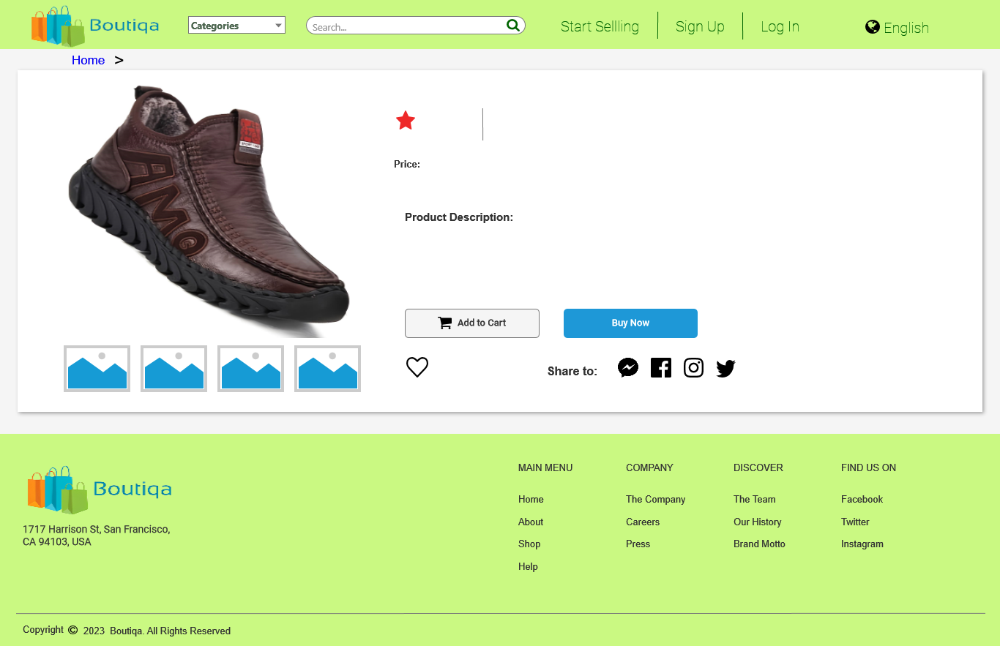 Boutiqa
Categories
Search...
Start Sellling
Sign Up
Log In
English
Home >
AMG
Price:
Product Description:
Add to Cart
Buy Now
Share to:
Boutiqa
1717 Harrison St, San Francisco,
CA 94103, USA
MAIN MENU
Home
About
Shop
Help
COMPANY
The Company
Careers
Press
DISCOVER
The Team
Our History
Brand Motto
FIND US ON
Facebook
Twitter
Instagram
Copyright © 2023 Boutiqa. All Rights Reserved